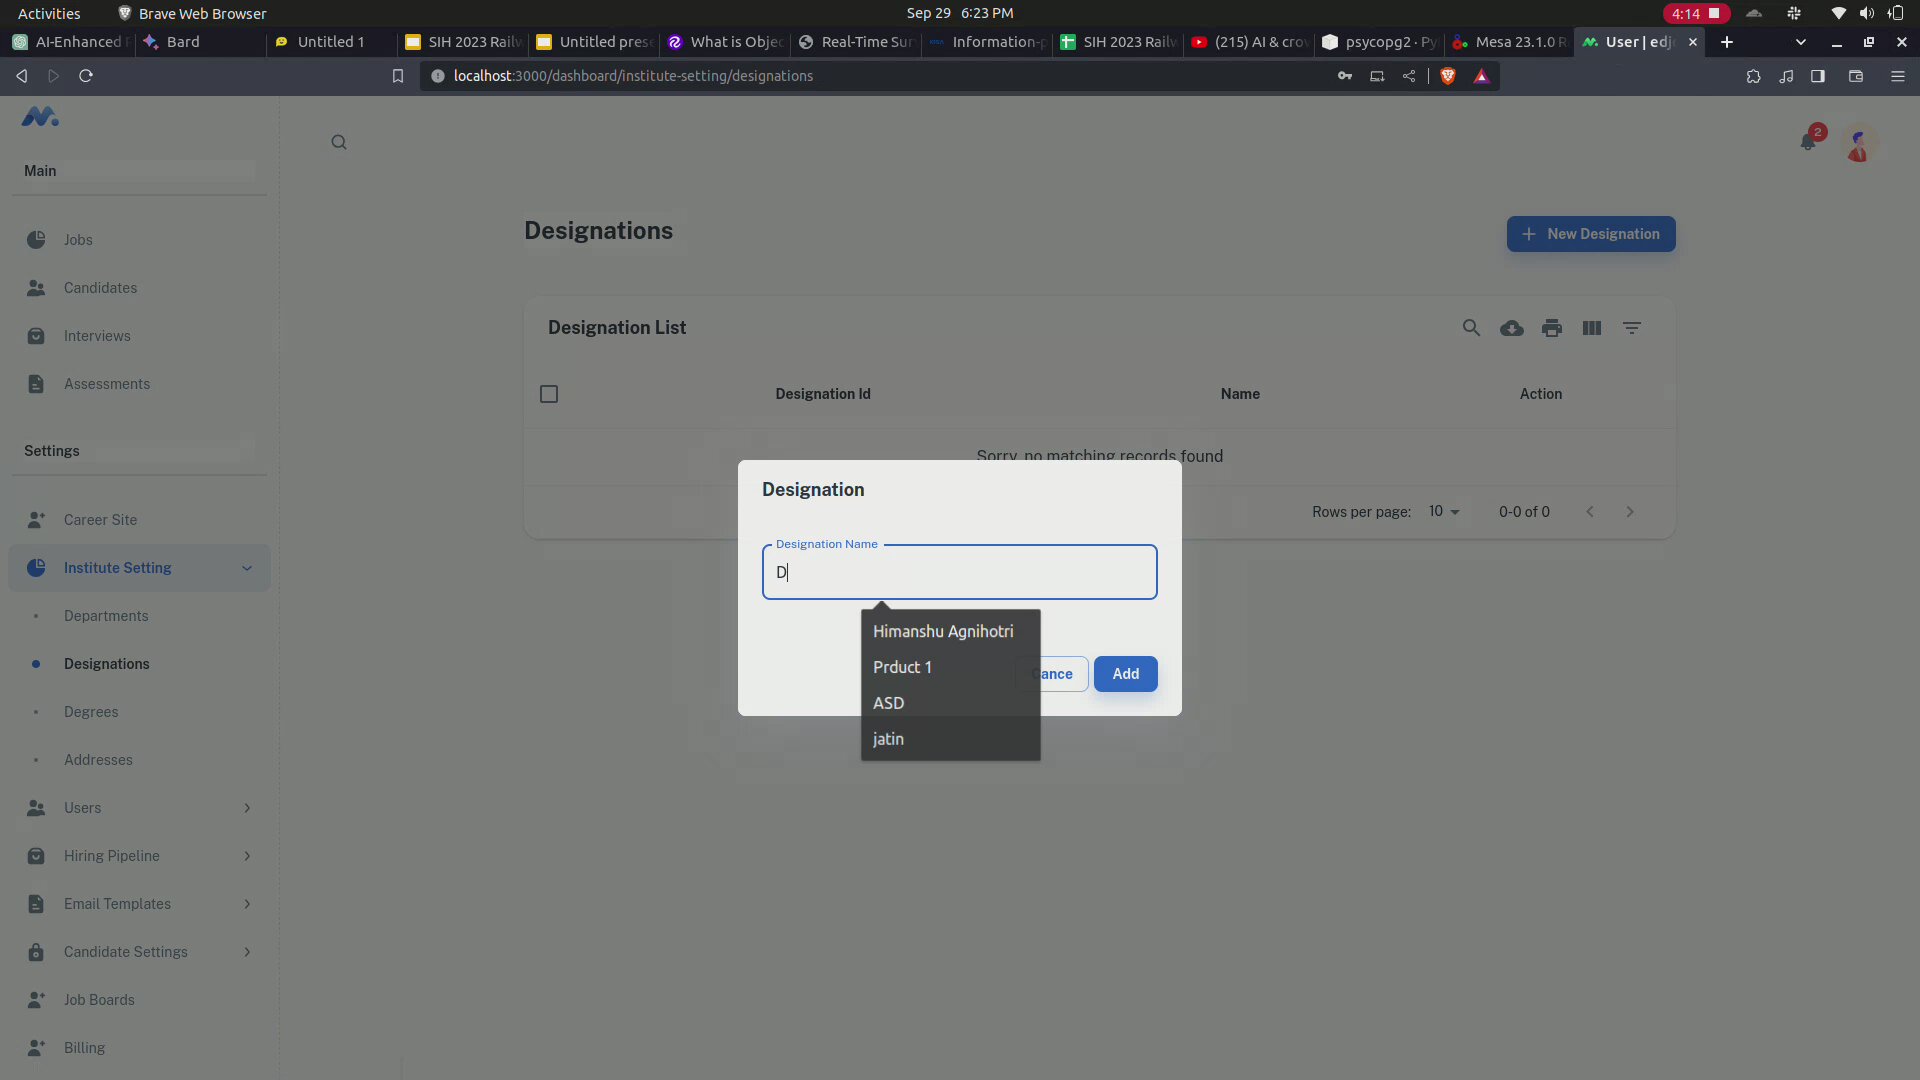 Activities
Brave Web Browser
Sep 29 6:23 PM
4:14
AI-Enhanced
Bard
Untitled 1
SIH 2023 Railw
Untitled prese
What is Objec
Real-Time Sur
Information-p
SIH 2023 Railw
(215) AI & crow
psycopg2 · Py
Mesa 23.1.0 R
User | edj
localhost:3000/dashboard/institute-setting/designations
Main
2
Jobs
Candidates
Interviews
Assessments
Settings
Career Site
Institute Setting
Departments
Designations
Degrees
Addresses
Users
Hiring Pipeline
Email Templates
Candidate Settings
Job Boards
Billing
Designations
New Designation
Designation List
Designation Id
Name
Action
Sorry, no matching records found
Rows per page:
10
0-0 of 0
Designation
Designation Name
D
Himanshu Agnihotri
Prduct 1
ASD
jatin
Cance
Add